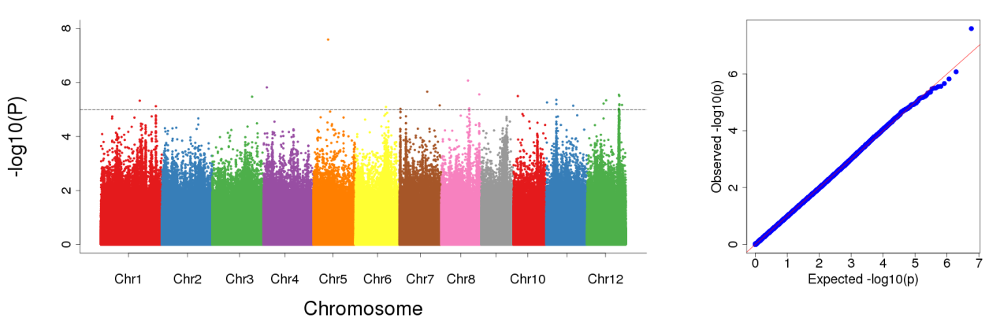 -log10(P)
8
6
4
2
0
Chr1 Chr2 Chr3 Chr4 Chr5 Chr6 Chr7 Chr8 Chr10 Chr12
Chromosome
Observed -log10(p)
6
4
2
0
0 1 2 3 4 5 6 7
Expected -log10(p)